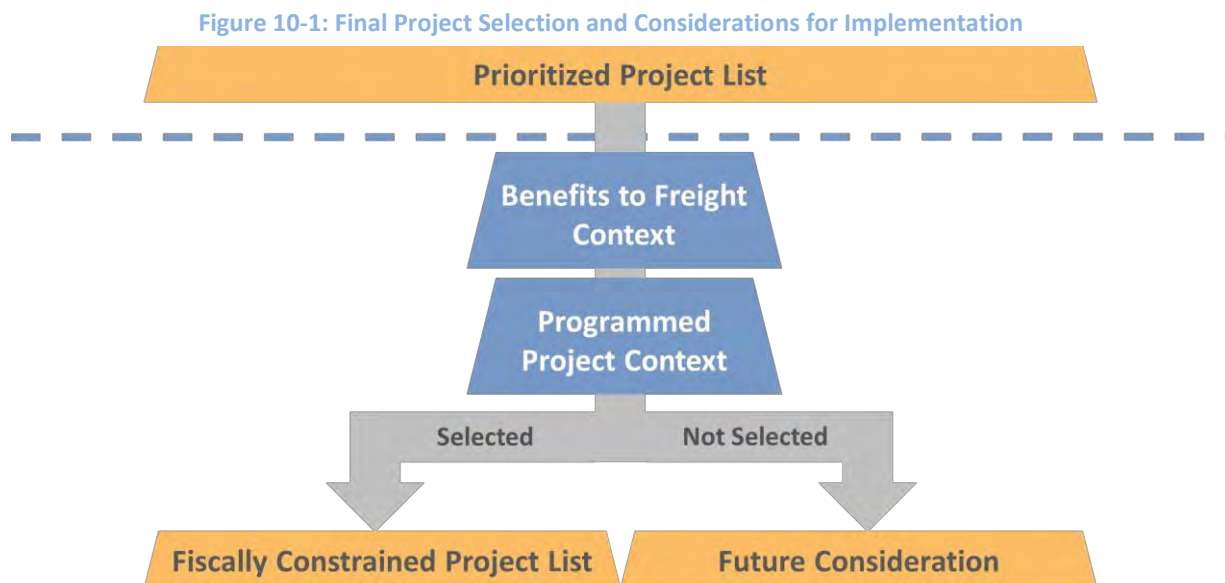 Figure 10-1: Final Project Selection and Considerations for Implementation
Prioritized Project List
Benefits to Freight
Context
Programmed
Project Context
Selected
Not Selected
Fiscally Constrained Project List
Future Consideration